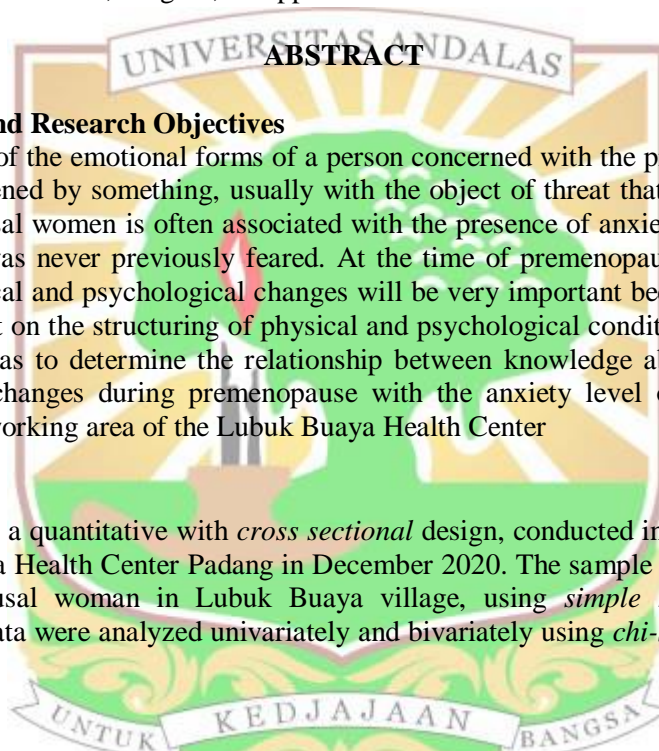 UNIVERSITAS ANDALAS
ABSTRACT
nd Research Objectives
of the emotional forms of a person concerned with the p
ened by something, usually with the object of threat that
al women is often associated with the presence of anxie
as never previously feared. At the time of premenopau
cal and psychological changes will be very important bec
t on the structuring of physical and psychological condit
as to determine the relationship between knowledge ab
changes during premenopause with the anxiety level
working area of the Lubuk Buaya Health Center
a quantitative with cross sectional design, conducted in
a Health Center Padang in December 2020. The sample
usal woman in Lubuk Buaya village, using simple
ata were analyzed univariately and bivariately using chi-
UNTUK KEDJAJAAN BANGSA